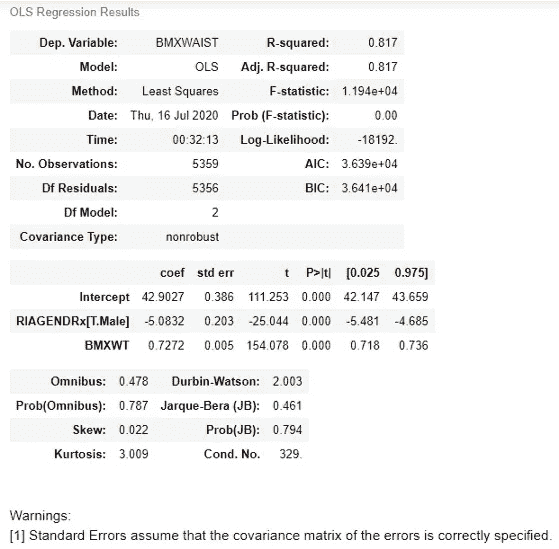 OLS Regression Results
Dep. Variable: BMXWAIST R-squared: 0.817
Model: OLS Adj. R-squared: 0.817
Method: Least Squares F-statistic: 1.194e+04
Date: Thu, 16 Jul 2020 Prob (F-statistic): 0.00
Time: 00:32:13 Log-Likelihood: -18192.
No. Observations: 5359 AIC: 3.639e+04
Df Residuals: 5356 BIC: 3.641e+04
Df Model: 2
Covariance Type: nonrobust
coef std err t P>|t| [0.025 0.975]
Intercept 42.9027 0.386 111.253 0.000 42.147 43.659
RIAGENDRx[T.Male] -5.0832 0.203 -25.044 0.000 -5.481 -4.685
BMXWT 0.7272 0.005 154.078 0.000 0.718 0.736
Omnibus: 0.478 Durbin-Watson: 2.003
Prob(Omnibus): 0.787 Jarque-Bera (JB): 0.461
Skew: 0.022 Prob(JB): 0.794
Kurtosis: 3.009 Cond. No. 329.
Warnings:
[1] Standard Errors assume that the covariance matrix of the errors is correctly specified.